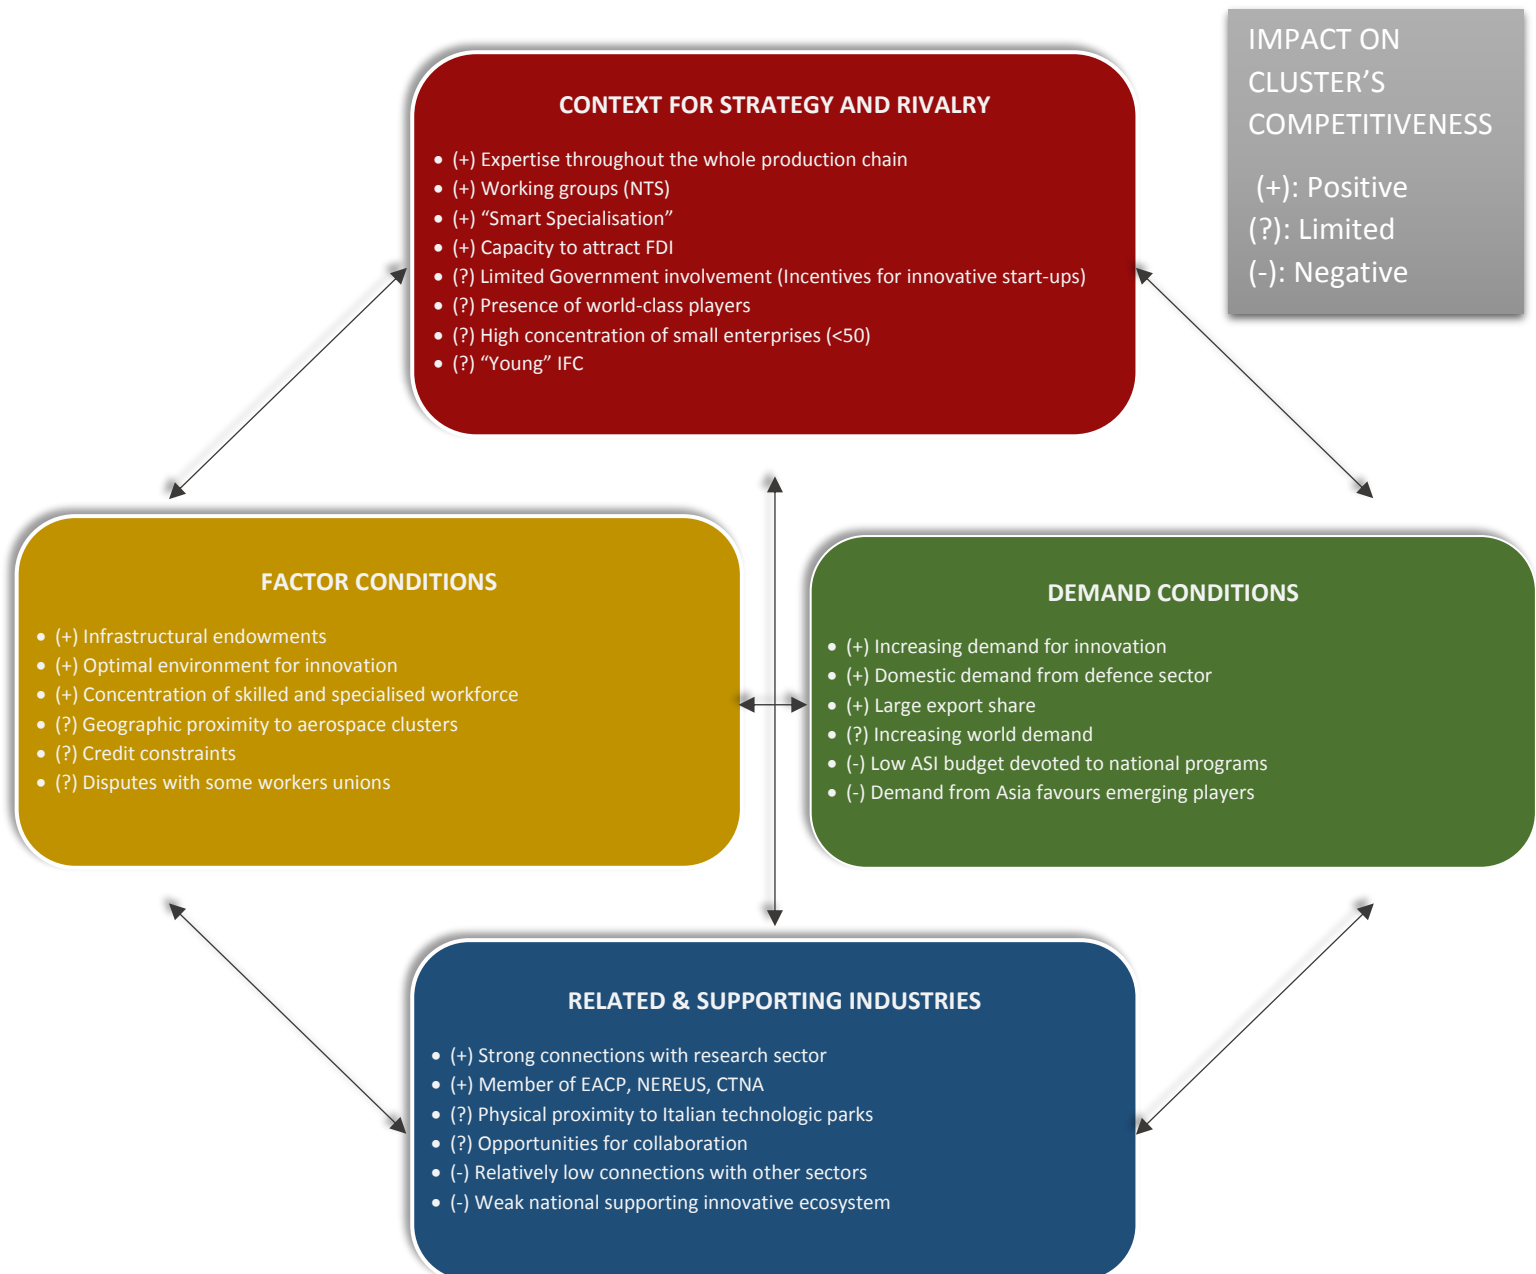 IMPACT ON
CLUSTER’S
COMPETITIVENESS
(+): Positive
(?): Limited
(-): Negative
CONTEXT FOR STRATEGY AND RIVALRY
• (+) Expertise throughout the whole production chain
• (+) Working groups (NTS)
• (+) “Smart Specialisation”
• (+) Capacity to attract FDI
• (?) Limited Government involvement (Incentives for innovative start-ups)
• (?) Presence of world-class players
• (?) High concentration of small enterprises (<50)
• (?) “Young” IFC
FACTOR CONDITIONS
• (+) Infrastructural endowments
• (+) Optimal environment for innovation
• (+) Concentration of skilled and specialised workforce
• (?) Geographic proximity to aerospace clusters
• (?) Credit constraints
• (?) Disputes with some workers unions
DEMAND CONDITIONS
• (+) Increasing demand for innovation
• (+) Domestic demand from defence sector
• (+) Large export share
• (?) Increasing world demand
• (-) Low ASI budget devoted to national programs
• (-) Demand from Asia favours emerging players
RELATED & SUPPORTING INDUSTRIES
• (+) Strong connections with research sector
• (+) Member of EACP, NEREUS, CTNA
• (?) Physical proximity to Italian technologic parks
• (?) Opportunities for collaboration
• (-) Relatively low connections with other sectors
• (-) Weak national supporting innovative ecosystem